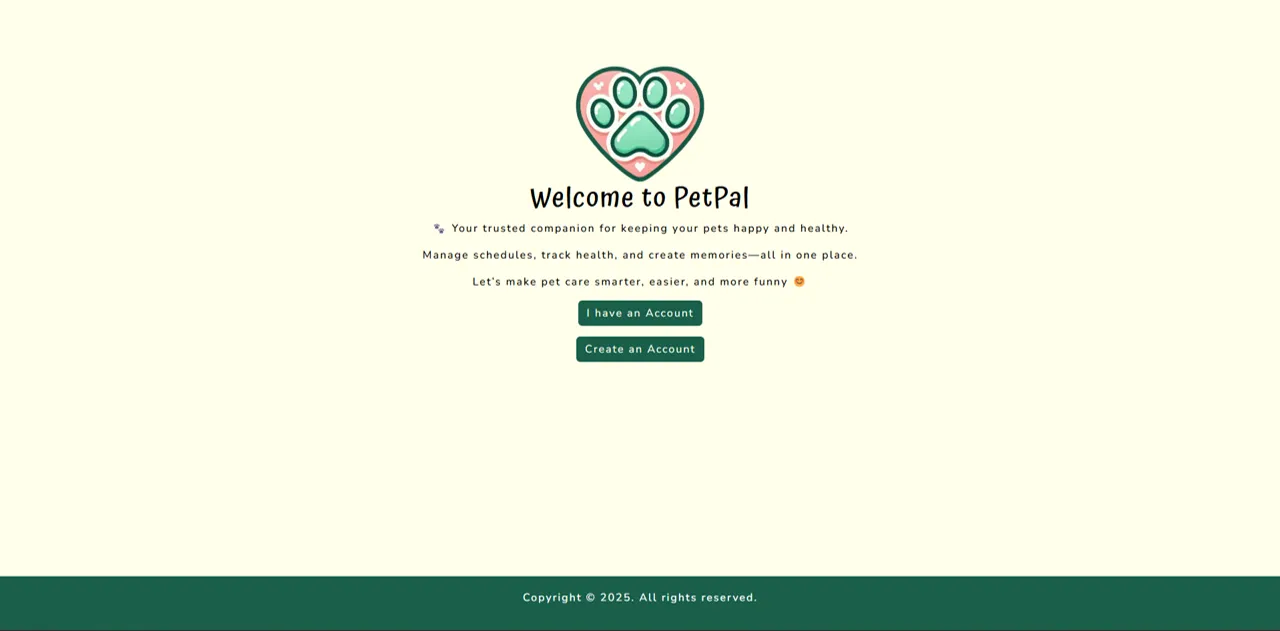 Welcome to PetPal
🐾 Your trusted companion for keeping your pets happy and healthy.
Manage schedules, track health, and create memories—all in one place.
Let's make pet care smarter, easier, and more funny 😊
I have an Account
Create an Account
Copyright © 2025. All rights reserved.